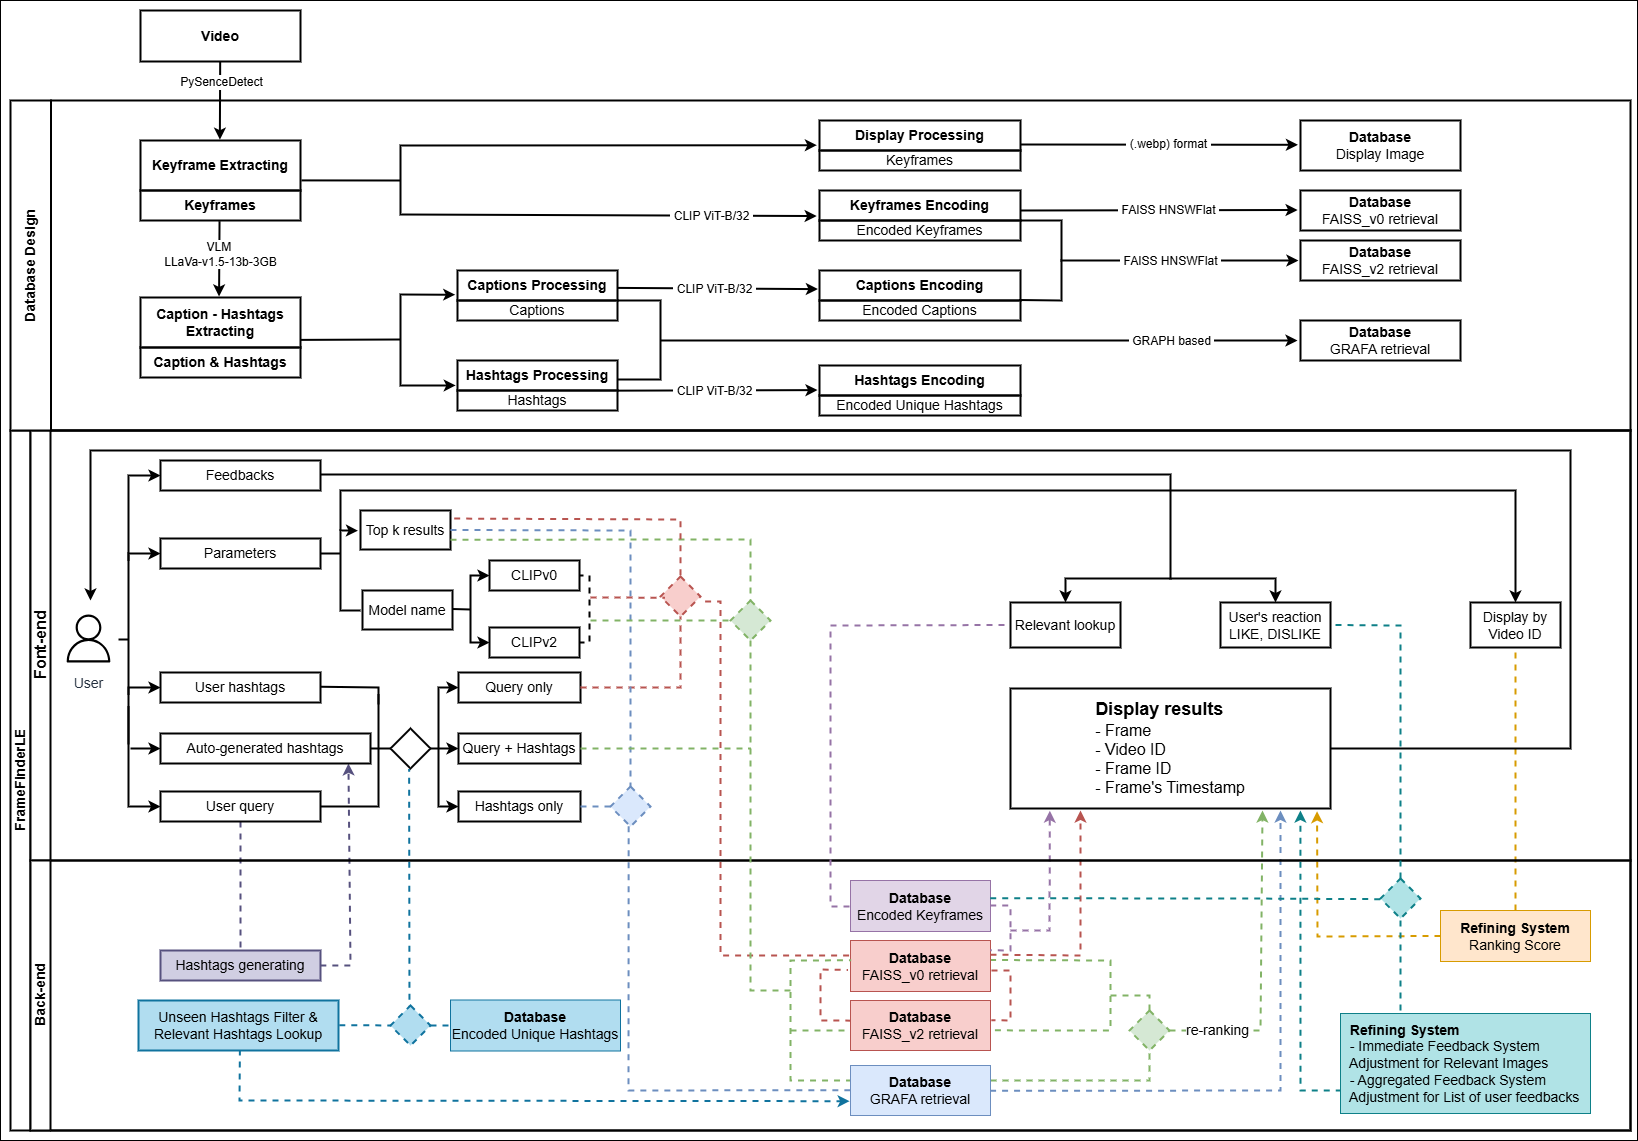 Video
PySenceDetect
Database Design
Keyframe Extracting
Keyframes
VLM
LLaVa-v1.5-13b-3GB
Caption - Hashtags
Extracting
Caption & Hashtags
Captions Processing
Captions
Hashtags Processing
Hashtags
CLIP ViT-B/32
CLIP ViT-B/32
CLIP ViT-B/32
Display Processing
Keyframes
Keyframes Encoding
Encoded Keyframes
Captions Encoding
Encoded Captions
Hashtags Encoding
Encoded Unique Hashtags
(.webp) format
FAISS HNSWFlat
FAISS HNSWFlat
GRAPH based
Database
Display Image
Database
FAISS_v0 retrieval
Database
FAISS_v2 retrieval
Database
GRAFA retrieval
FrameFInderLE
Font-end
User
Feedbacks
Parameters
User hashtags
Auto-generated hashtags
User query
Top k results
Model name
CLIPv0
CLIPv2
Query only
Query + Hashtags
Hashtags only
Relevant lookup
User's reaction
LIKE, DISLIKE
Display by
Video ID
Display results
- Frame
- Video ID
- Frame ID
- Frame's Timestamp
Back-end
Hashtags generating
Unseen Hashtags Filter &
Relevant Hashtags Lookup
Database
Encoded Unique Hashtags
Database
Encoded Keyframes
Database
FAISS_v0 retrieval
Database
FAISS_v2 retrieval
Database
GRAFA retrieval
re-ranking
Refining System
Ranking Score
Refining System
- Immediate Feedback System
Adjustment for Relevant Images
- Aggregated Feedback System
Adjustment for List of user feedbacks